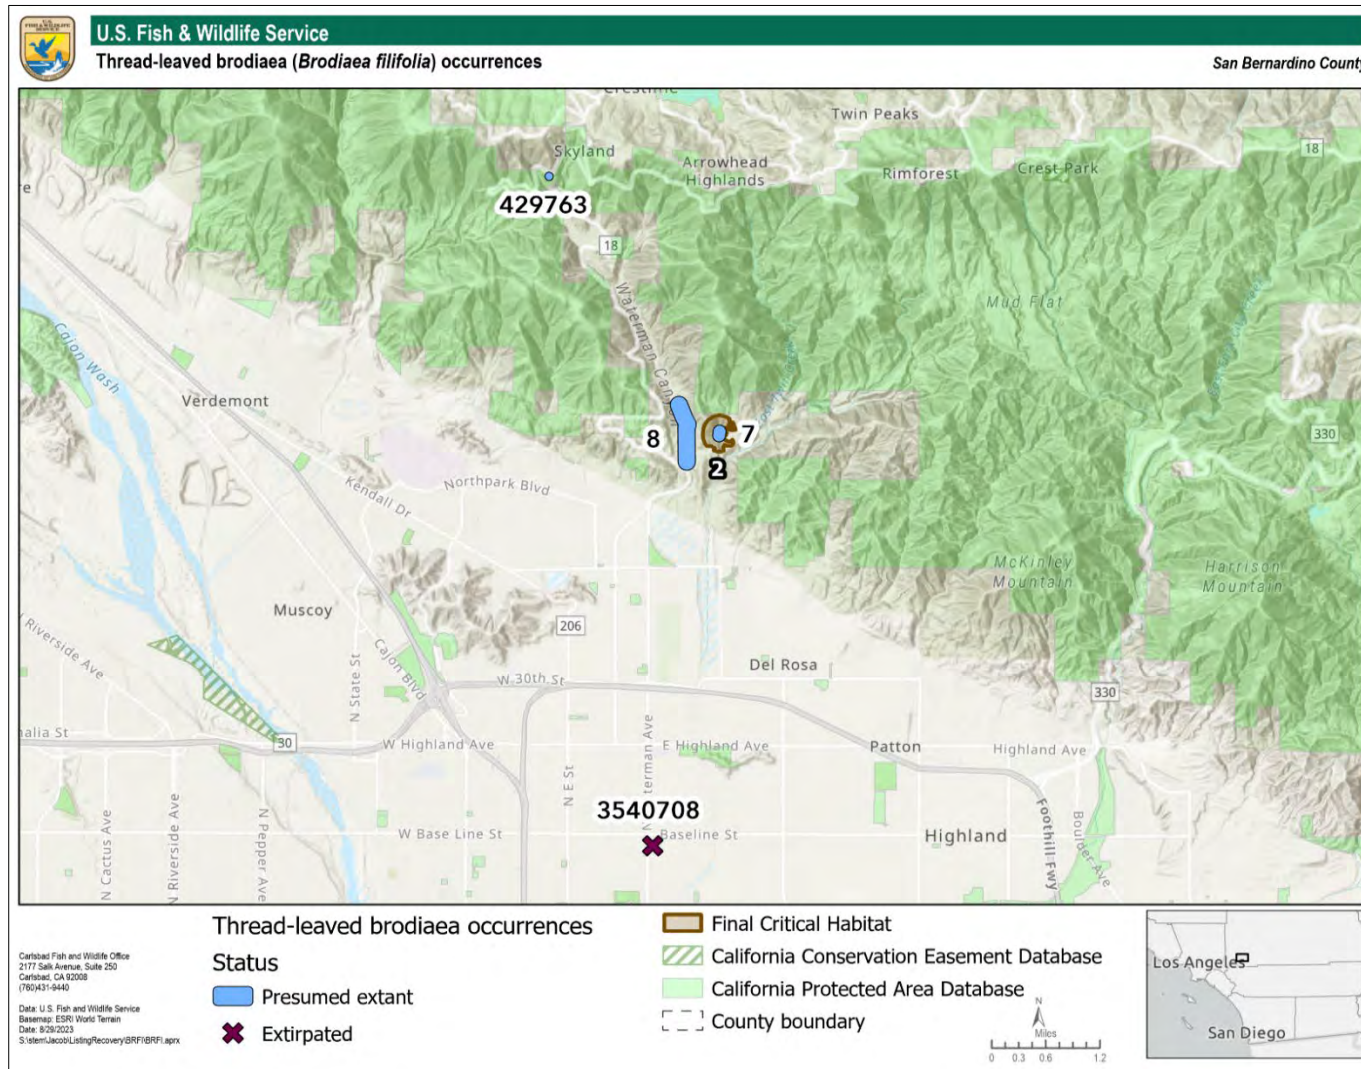 U.S. Fish & Wildlife Service
Thread-leaved brodiaea (Brodiaea filifolia) occurrences
San Bernardino County
Twin Peaks
Skyland
18
Arrowhead
Highlands
Rimforest
Crest Park
429763
18
Mud Flat
Cajon Wash
Verdemont
330
8
7
2
Northpark Blvd
Kendall Dr
McKinley
Mountain
Harrison
Mountain
Muscoy
206
Riverside Ave
N State St
Cajon Blvd
W 30th St
Del Rosa
330
30
W Highland Ave
E Highland Ave
Patton
Highland Ave
N E St
3540708
W Base Line St
Baseline St
Highland
Foothill Fwy
Boulder Ave
N Cactus Ave
N Riverside Ave
N Pepper Ave
Thread-leaved brodiaea occurrences
Status
Presumed extant
Extirpated
Final Critical Habitat
California Conservation Easement Database
California Protected Area Database
County boundary
N
Miles
0 0.3 0.6 1.2
Los Angeles
San Diego
Carlsbad Fish and Wildlife Office
2177 Salk Avenue, Suite 250
Carlsbad, CA 92008
(760)431-9440
Data: U.S. Fish and Wildlife Service
Basemap: ESRI World Terrain
Date: 8/29/2023
S:\stem\Jacob\ListingRecovery\BRFI\BRFI.aprx